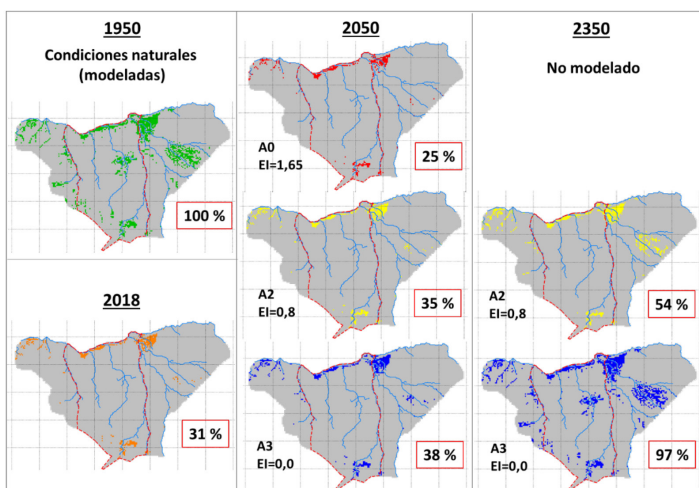 1950
Condiciones naturales
(modeladas)
100 %
2018
31 %
2050
A0
EI=1,65
25 %
A2
EI=0,8
35 %
A3
EI=0,0
38 %
2350
No modelado
A2
EI=0,8
54 %
A3
EI=0,0
97 %